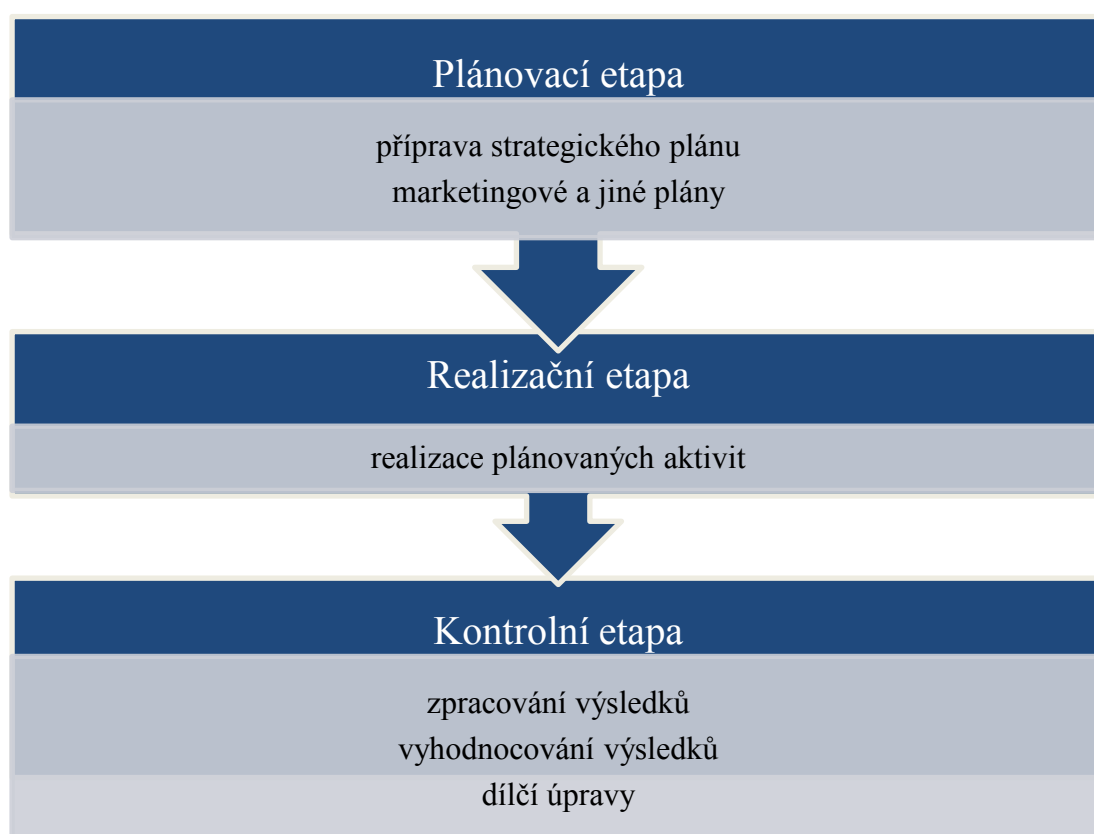 Plánovací etapa
příprava strategického plánu
marketingové a jiné plány
Realizační etapa
realizace plánovaných aktivit
Kontrolní etapa
zpracování výsledků
vyhodnocování výsledků
dílčí úpravy